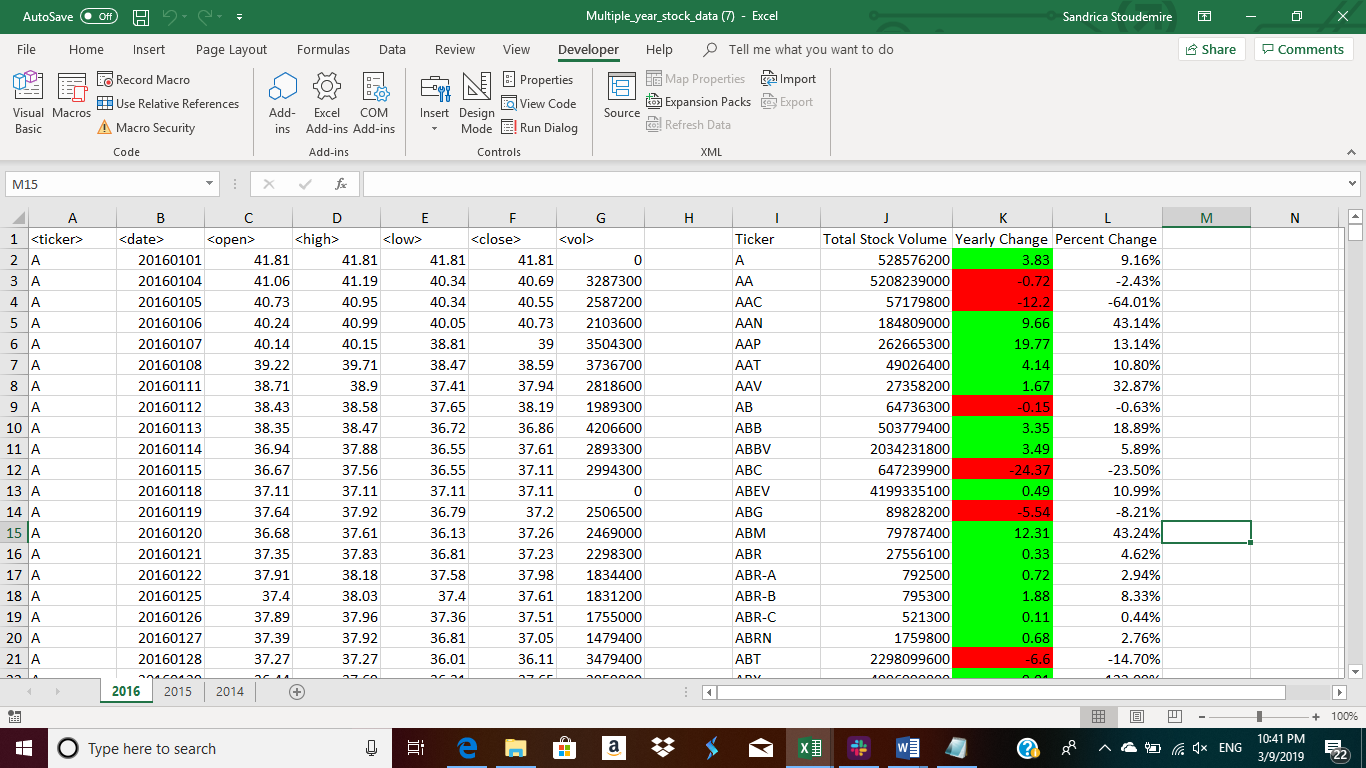 AutoSave Off Multiple_year_stock_data (7) - Excel Sandrica Stoudemire
File Home Insert Page Layout Formulas Data Review View Developer Help Tell me what you want to do Share Comments
Visual Basic Macros Record Macro Use Relative References Macro Security
Code
Add-ins Excel Add-ins COM Add-ins
Add-ins
Insert Design Mode Properties View Code Run Dialog
Controls
Source Map Properties Expansion Packs Refresh Data Import Export
XML
M15 fx
A B C D E F G H I J K L M N
1 <ticker> <date> <open> <high> <low> <close> <vol> Ticker Total Stock Volume Yearly Change Percent Change
2 A 20160101 41.81 41.81 41.81 41.81 0 A 528576200 3.83 9.16%
3 A 20160104 41.06 41.19 40.34 40.69 3287300 AA 5208239000 -0.72 -2.43%
4 A 20160105 40.73 40.95 40.34 40.55 2587200 AAC 57179800 -12.2 -64.01%
5 A 20160106 40.24 40.99 40.05 40.73 2103600 AAN 184809000 9.66 43.14%
6 A 20160107 40.14 40.15 38.81 39 3504300 AAP 262665300 19.77 13.14%
7 A 20160108 39.22 39.71 38.47 38.59 3736700 AAT 49026400 4.14 10.80%
8 A 20160111 38.71 38.9 37.41 37.94 2818600 AAV 27358200 1.67 32.87%
9 A 20160112 38.43 38.58 37.65 38.19 1989300 AB 64736300 -0.15 -0.63%
10 A 20160113 38.35 38.47 36.72 36.86 4206600 ABB 503779400 3.35 18.89%
11 A 20160114 36.94 37.88 36.55 37.61 2893300 ABBV 2034231800 3.49 5.89%
12 A 20160115 36.67 37.56 36.55 37.11 2994300 ABC 647239900 -24.37 -23.50%
13 A 20160118 37.11 37.11 37.11 37.11 0 ABEV 4199335100 0.49 10.99%
14 A 20160119 37.64 37.92 36.79 37.2 2506500 ABG 89828200 -5.54 -8.21%
15 A 20160120 36.68 37.61 36.13 37.26 2469000 ABM 79787400 12.31 43.24%
16 A 20160121 37.35 37.83 36.81 37.23 2298300 ABR 27556100 0.33 4.62%
17 A 20160122 37.91 38.18 37.58 37.98 1834400 ABR-A 792500 0.72 2.94%
18 A 20160125 37.4 38.03 37.4 37.61 1831200 ABR-B 795300 1.88 8.33%
19 A 20160126 37.89 37.96 37.36 37.51 1755000 ABR-C 521300 0.11 0.44%
20 A 20160127 37.39 37.92 36.81 37.05 1479400 ABRN 1759800 0.68 2.76%
21 A 20160128 37.27 37.27 36.01 36.11 3479400 ABT 2298099600 -6.6 -14.70%
2016 2015 2014
100%
Type here to search ENG 10:41 PM
3/9/2019 22